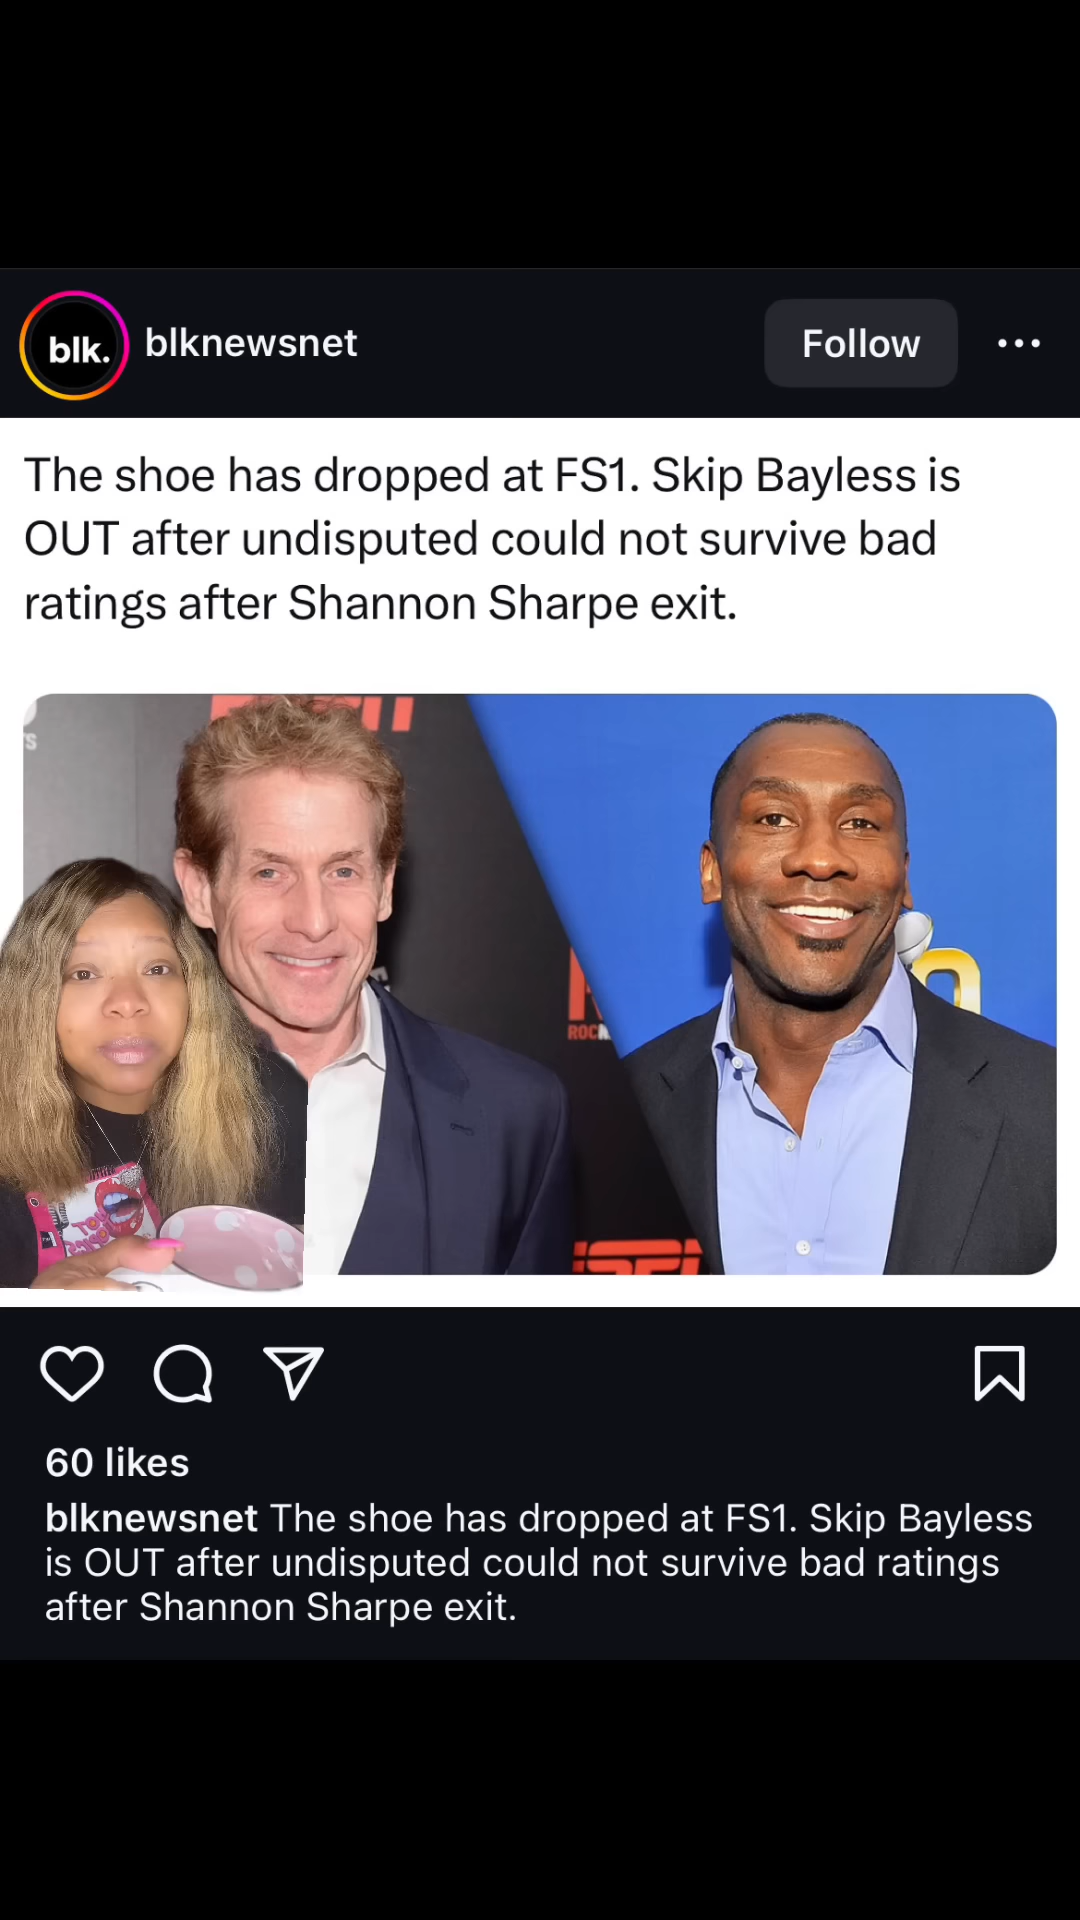 blk.
blknewsnet
Follow
The shoe has dropped at FS1. Skip Bayless is
OUT after undisputed could not survive bad
ratings after Shannon Sharpe exit.
60 likes
blknewsnet The shoe has dropped at FS1. Skip Bayless
is OUT after undisputed could not survive bad ratings
after Shannon Sharpe exit.